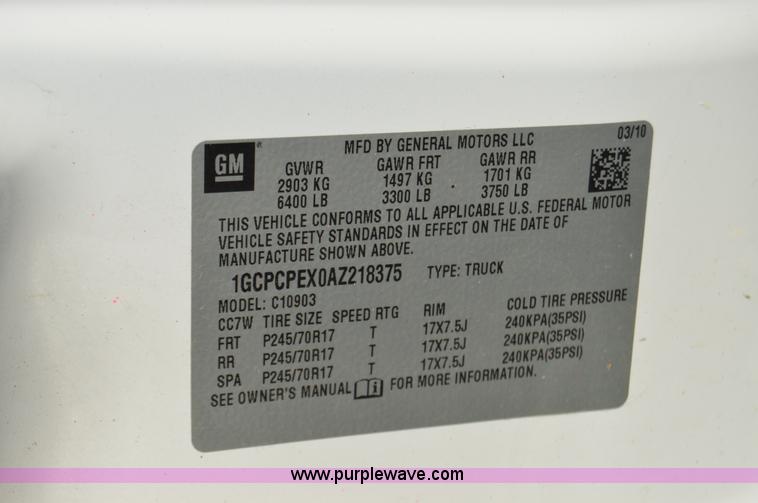 GM
MFD BY GENERAL MOTORS LLC 03/10
GVWR GAWR FRT GAWR RR
2903 KG 1497 KG 1701 KG
6400 LB 3300 LB 3750 LB
THIS VEHICLE CONFORMS TO ALL APPLICABLE U.S. FEDERAL MOTOR
VEHICLE SAFETY STANDARDS IN EFFECT ON THE DATE OF
MANUFACTURE SHOWN ABOVE.
1GCPCPEX0AZ218375 TYPE: TRUCK
MODEL: C10903
CC7W TIRE SIZE SPEED RTG RIM COLD TIRE PRESSURE
FRT P245/70R17 T 17X7.5J 240KPA(35PSI)
RR P245/70R17 T 17X7.5J 240KPA(35PSI)
SPA P245/70R17 T 17X7.5J 240KPA(35PSI)
SEE OWNER'S MANUAL FOR MORE INFORMATION.
www.purplewave.com